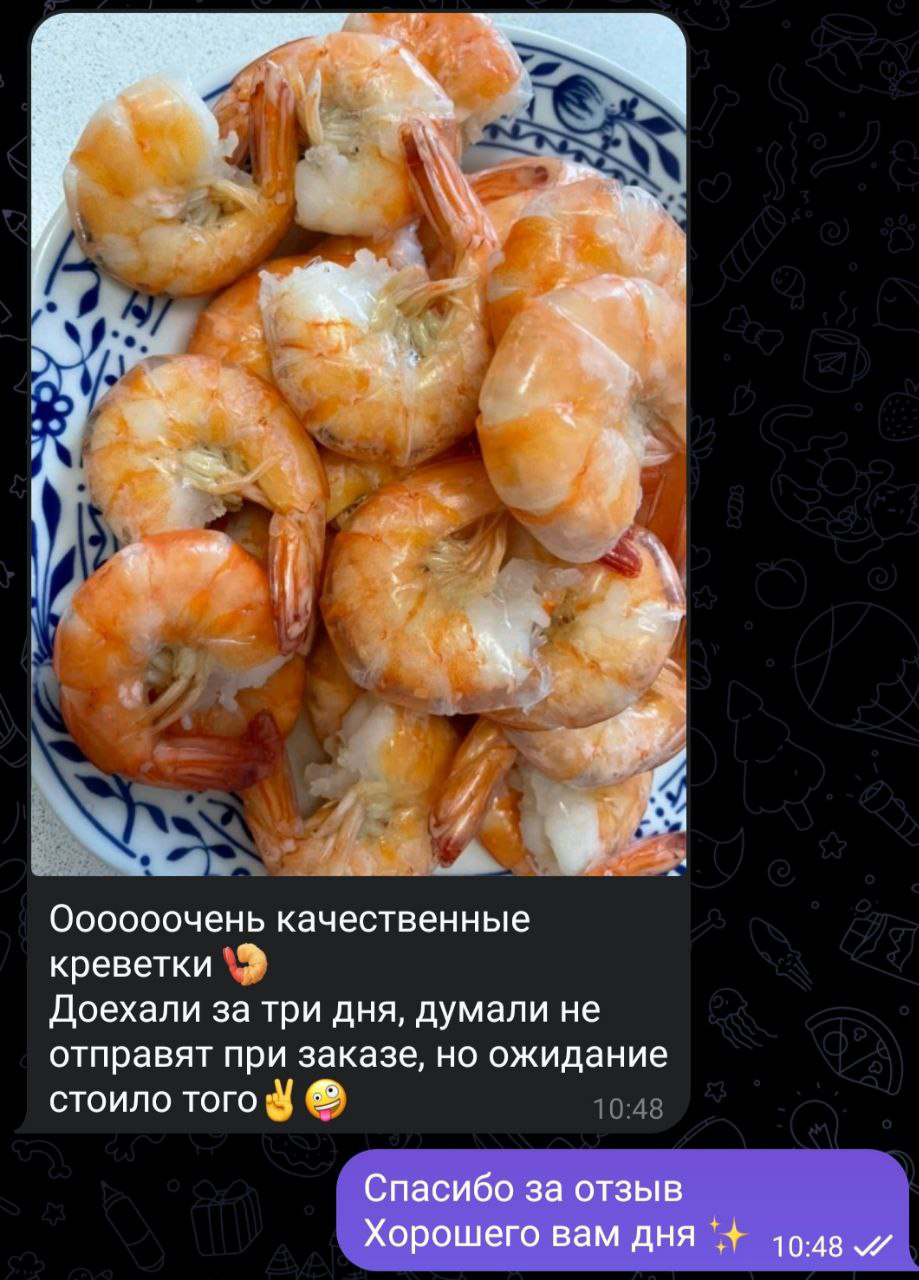 Оооооочень качественные
креветки 🍤
Доехали за три дня, думали не
отправят при заказе, но ожидание
стоило того✌️🤪
10:48
Спасибо за отзыв
Хорошего вам дня ✨
10:48